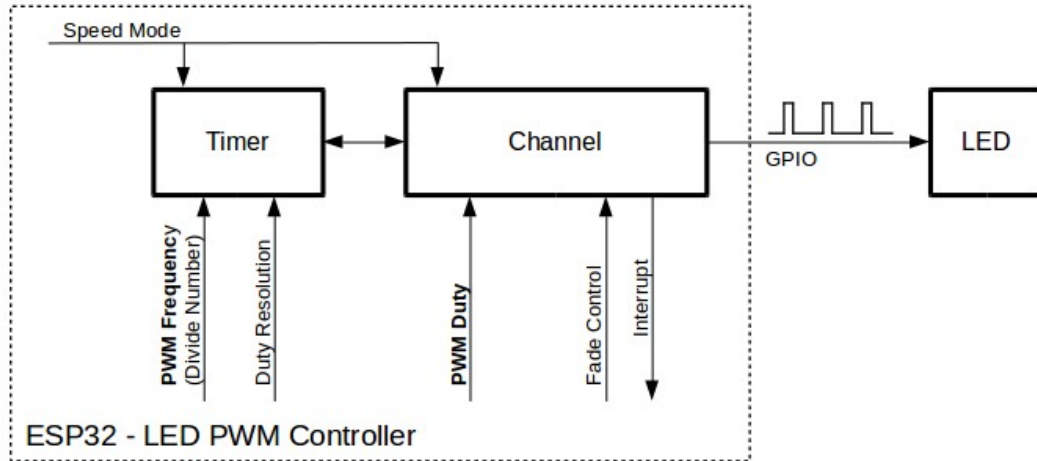 Speed Mode
Timer
Channel
GPIO
LED
PWM Frequency
(Divide Number)
Duty Resolution
PWM Duty
Fade Control
Interrupt
ESP32 - LED PWM Controller